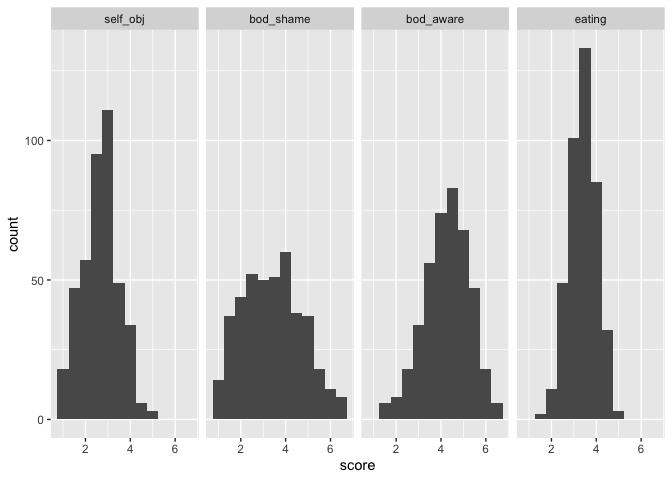 self_obj bod_shame bod_aware eating
count
100
50
0
2 4 6 2 4 6 2 4 6 2 4 6
score